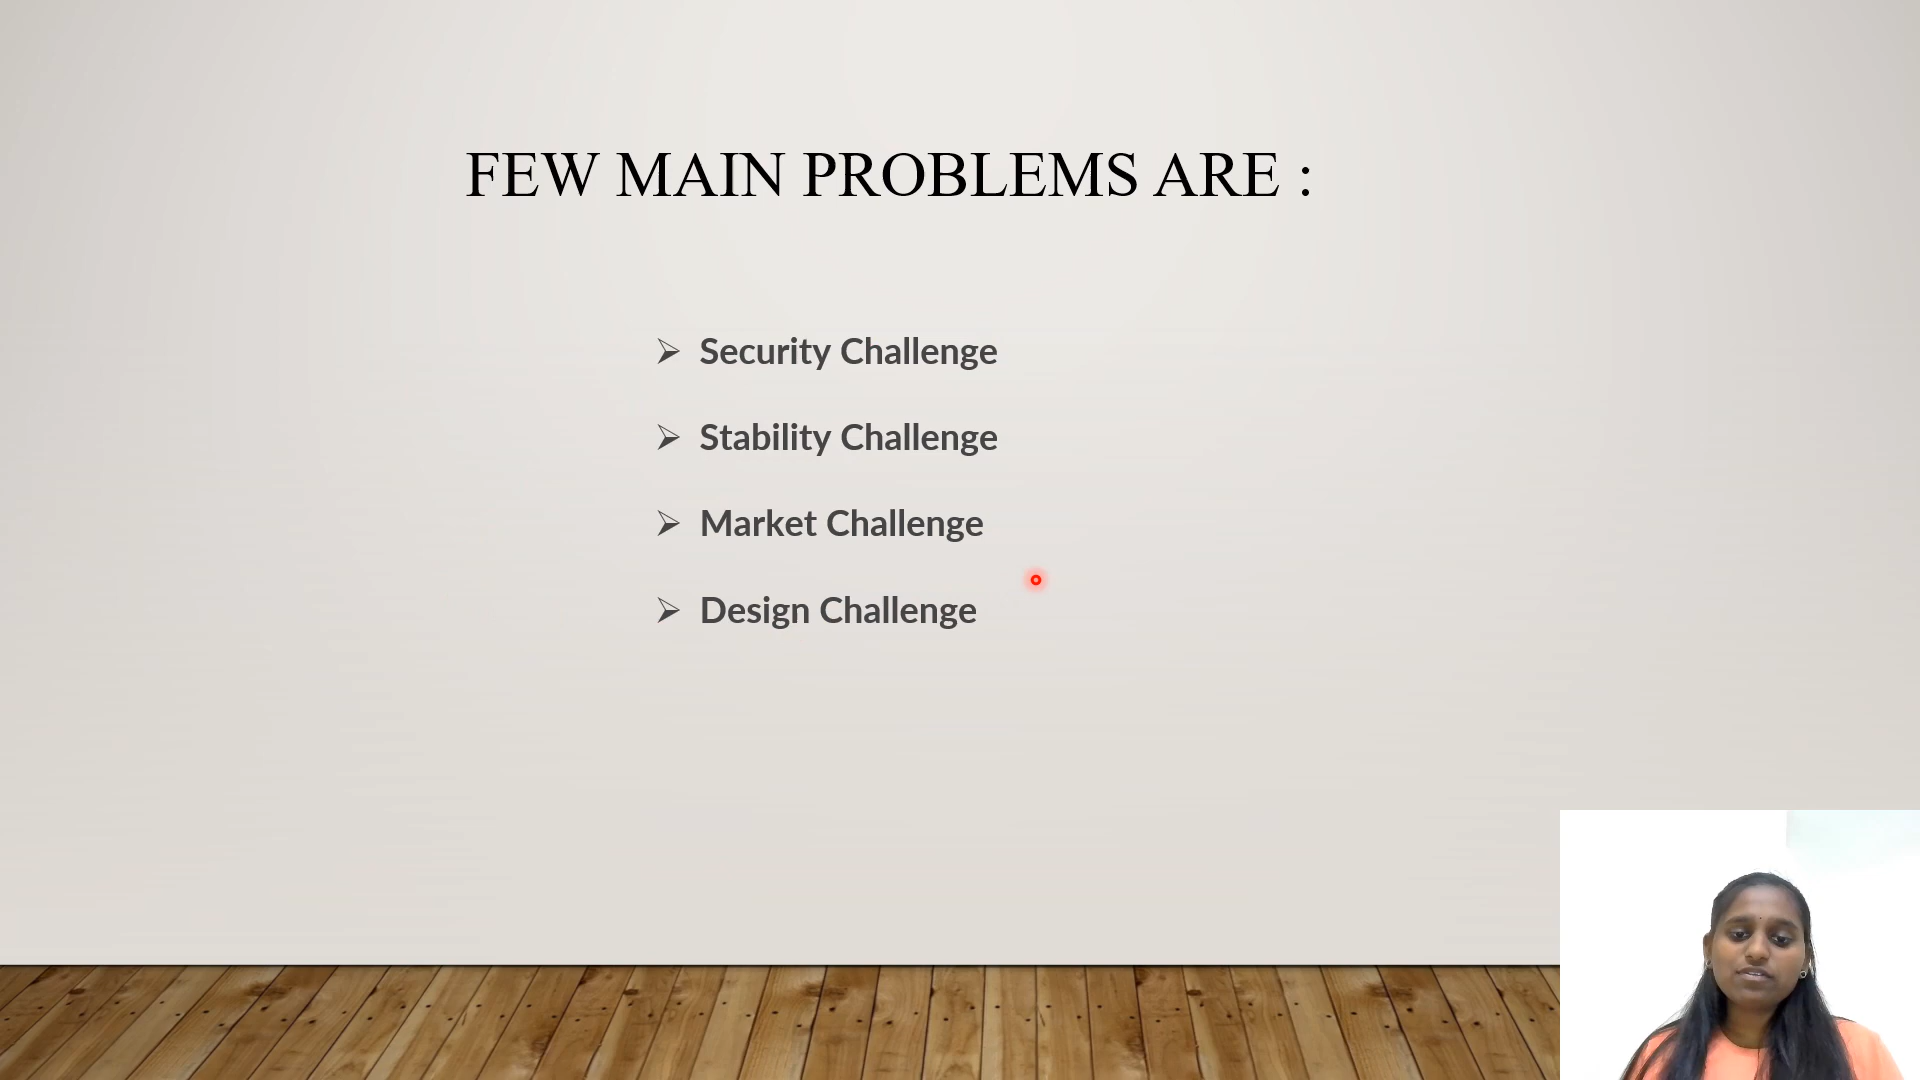 FEW MAIN PROBLEMS ARE :
Security Challenge
Stability Challenge
Market Challenge
Design Challenge